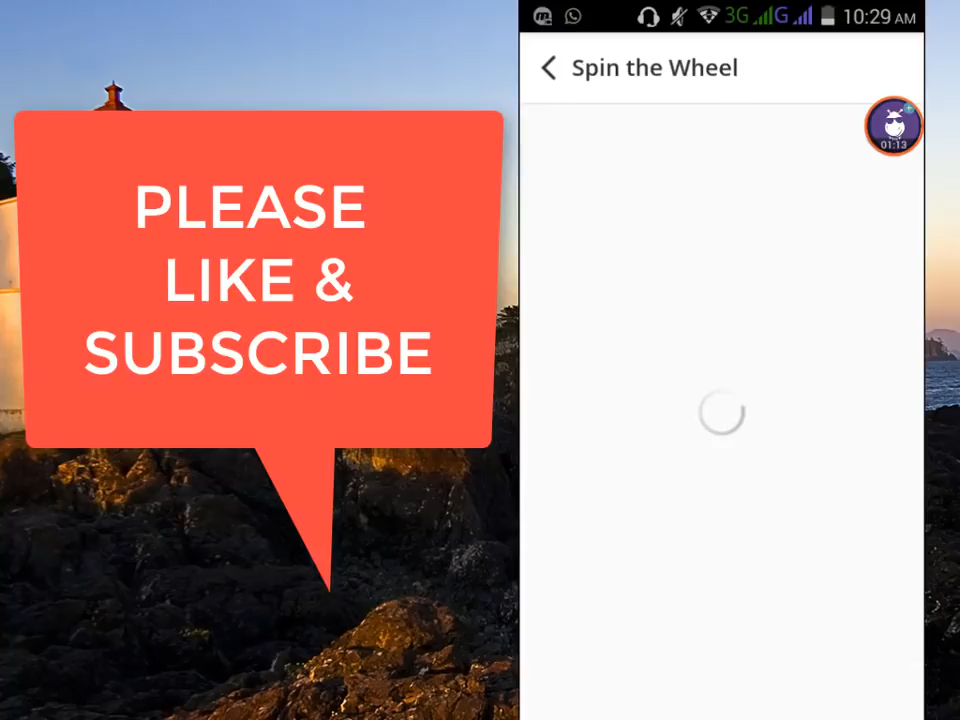 3G G 10:29 AM
Spin the Wheel
01:13
PLEASE
LIKE &
SUBSCRIBE